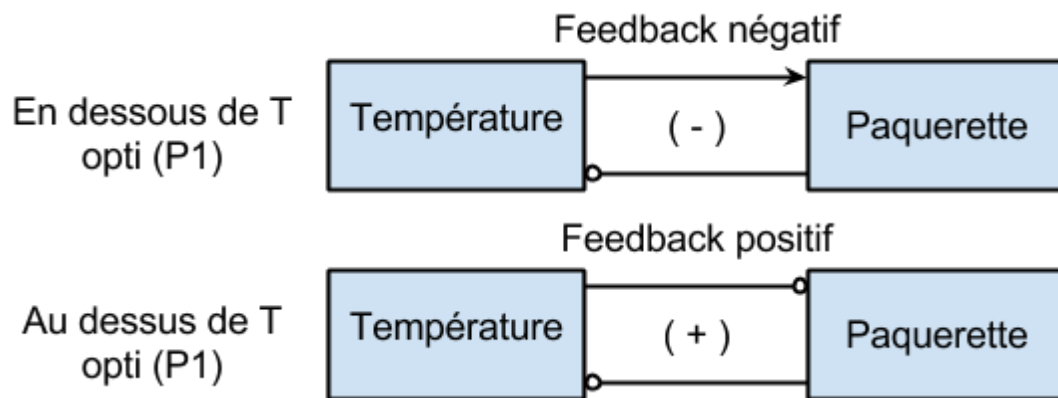 Feedback négatif
En dessous de T
opti (P1)
Température
( - )
Paquerette
Feedback positif
Au dessus de T
opti (P1)
Température
( + )
Paquerette